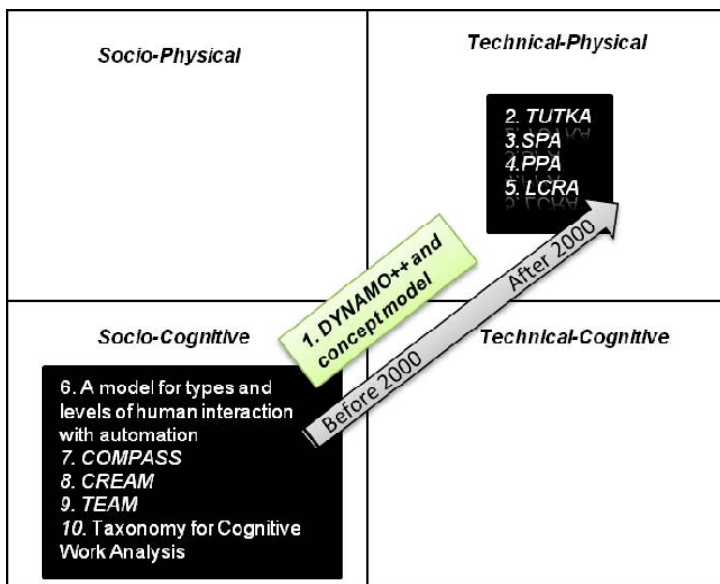 Socio-Physical
Technical-Physical
2. TUTKA
3.SPA
4.PPA
5. LCRA
1. DYNAMO++ and
concept model
Before 2000
After 2000
Socio-Cognitive
Technical-Cognitive
6. A model for types and
levels of human interaction
with automation
7. COMPASS
8. CREAM
9. TEAM
10. Taxonomy for Cognitive
Work Analysis